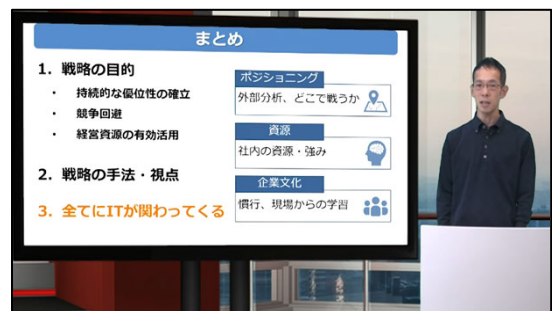 まとめ
1. 戦略の目的
・ 持続的な優位性の確立
・ 競争回避
・ 経営資源の有効活用
2. 戦略の手法・視点
3. 全てにITが関わってくる
ポジショニング
外部分析、どこで戦うか
資源
社内の資源・強み
企業文化
慣行、現場からの学習